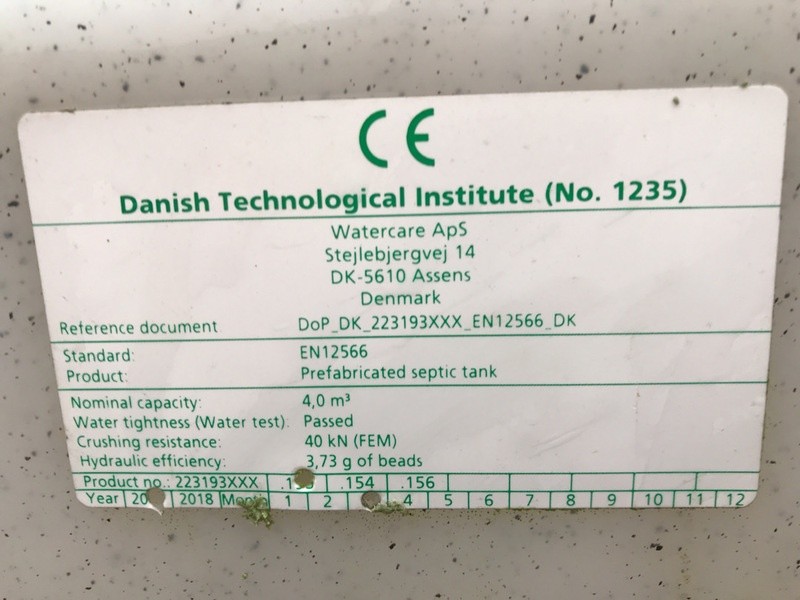 CE
Danish Technological Institute (No. 1235)
Watercare ApS
Stejlebjergvej 14
DK-5610 Assens
Denmark
Reference document DoP_DK_223193XXX_EN12566_DK
Standard: EN12566
Product: Prefabricated septic tank
Nominal capacity: 4,0 m³
Water tightness (Water test): Passed
Crushing resistance: 40 kN (FEM)
Hydraulic efficiency: 3,73 g of beads
Product no.: 223193XXX .154 .156
Year 2018 Month 1 2 4 5 6 7 8 9 10 11 12